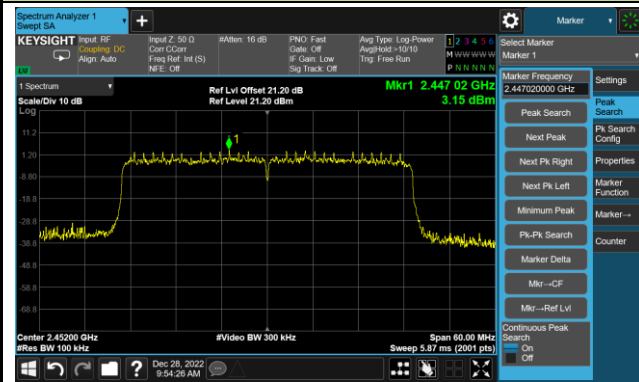 Spectrum Analyzer 1
Swept SA
+
Marker
KEYSIGHT
Input: RF
Coupling: DC
Align: Auto
Input Z: 50 Ω
Corr CCorr
Freq Ref: Int (S)
NFE: Off
#Atten: 16 dB
PNO: Fast
Gate: Off
IF Gain: Low
Sig Track: Off
Avg Type: Log-Power
Avg|Hold:>10/10
Trig: Free Run
1 2 3 4 5 6
M W W W W W
P N N N N N
LXI
Select Marker
Marker 1
1 Spectrum
Scale/Div 10 dB
Log
Ref Lvl Offset 21.20 dB
Ref Level 21.20 dBm
Mkr1 2.447 02 GHz
3.15 dBm
11.2
1.20
-8.80
-18.8
-28.8
-38.8
-48.8
-58.8
-68.8
1
Center 2.45200 GHz
#Res BW 100 kHz
#Video BW 300 kHz
Span 60.00 MHz
Sweep 5.87 ms (2001 pts)
Marker Frequency
2.447020000 GHz
Peak Search
Next Peak
Next Pk Right
Next Pk Left
Minimum Peak
Pk-Pk Search
Marker Delta
Mkr→CF
Mkr→Ref Lvl
Continuous Peak
Search
On
Off
Settings
Peak
Search
Pk Search
Config
Properties
Marker
Function
Marker→
Counter
?
Dec 28, 2022
9:54:26 AM